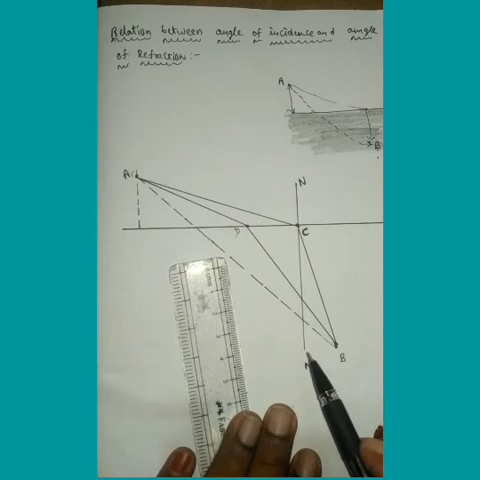 Relation between angle of incidence and angle
of Refraction:-
A
B
A
N
D
C
B